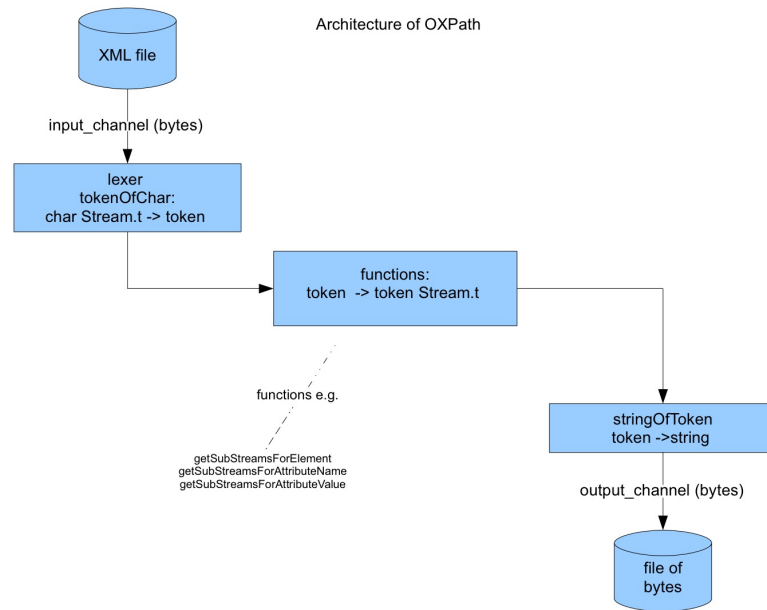 Architecture of OXPath
XML file
input_channel (bytes)
lexer
tokenOfChar:
char Stream.t -> token
functions:
token -> token Stream.t
functions e.g.
getSubStreamsForElement
getSubStreamsForAttributeName
getSubStreamsForAttributeValue
stringOfToken
token ->string
output_channel (bytes)
file of
bytes